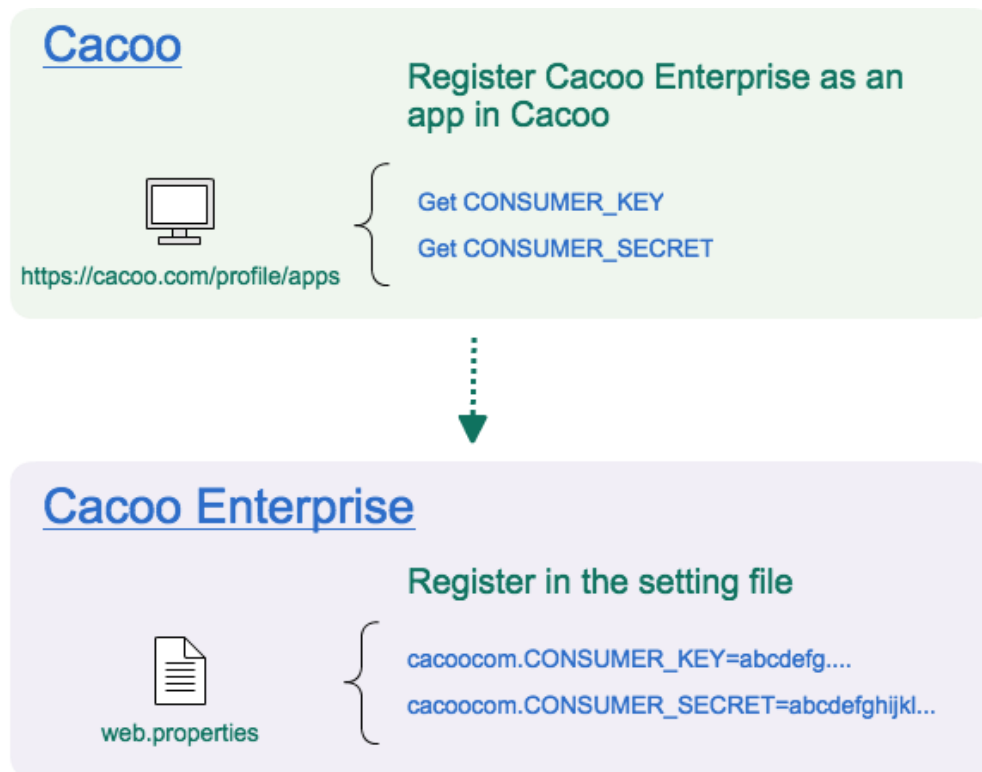 Cacoo
Register Cacoo Enterprise as an
app in Cacoo
Get CONSUMER_KEY
Get CONSUMER_SECRET
https://cacoo.com/profile/apps
Cacoo Enterprise
Register in the setting file
cacoocom.CONSUMER_KEY=abcdefg....
cacoocom.CONSUMER_SECRET=abcdefghijkl...
web.properties